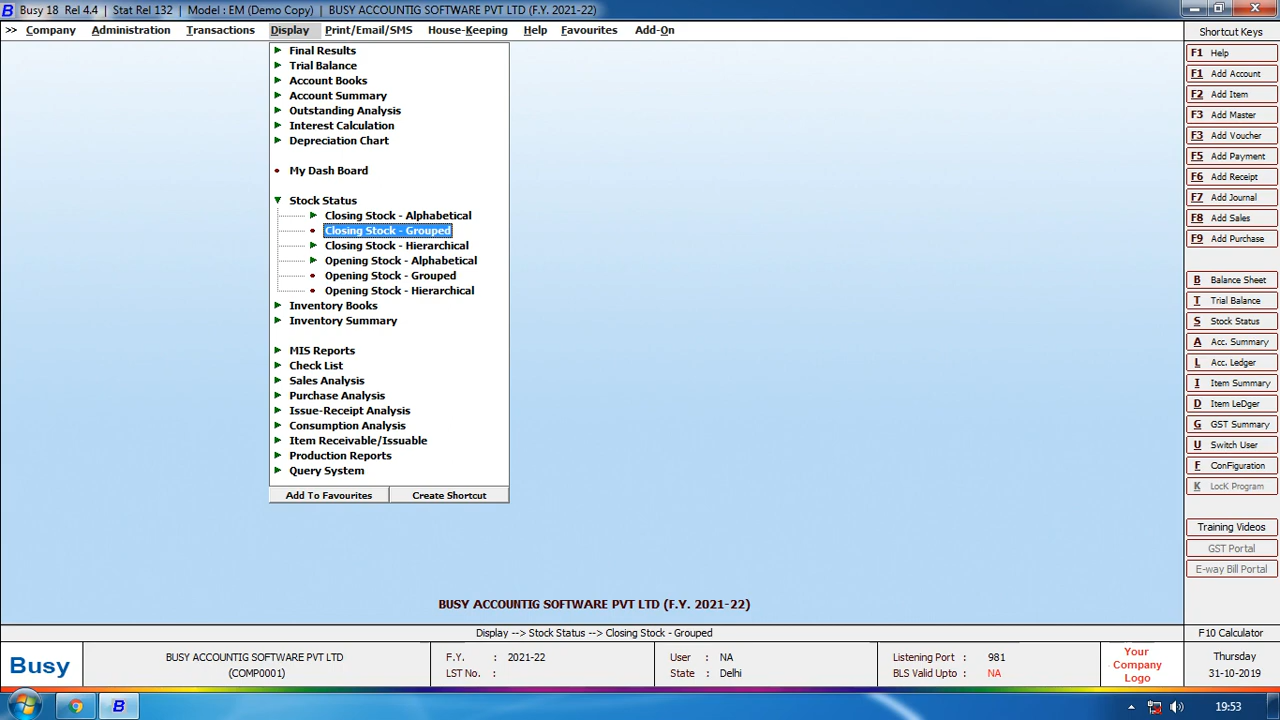 Busy 18 Rel 4.4 | Stat Rel 132 | Model : EM (Demo Copy) | BUSY ACCOUNTIG SOFTWARE PVT LTD (F.Y. 2021-22)
>> Company Administration Transactions Display Print/Email/SMS House-Keeping Help Favourites Add-On
Final Results
Trial Balance
Account Books
Account Summary
Outstanding Analysis
Interest Calculation
Depreciation Chart
My Dash Board
Stock Status
Closing Stock - Alphabetical
Closing Stock - Grouped
Closing Stock - Hierarchical
Opening Stock - Alphabetical
Opening Stock - Grouped
Opening Stock - Hierarchical
Inventory Books
Inventory Summary
MIS Reports
Check List
Sales Analysis
Purchase Analysis
Issue-Receipt Analysis
Consumption Analysis
Item Receivable/Issuable
Production Reports
Query System
Add To Favourites Create Shortcut
Shortcut Keys
F1 Help
F1 Add Account
F2 Add Item
F3 Add Master
F3 Add Voucher
F5 Add Payment
F6 Add Receipt
F7 Add Journal
F8 Add Sales
F9 Add Purchase
B Balance Sheet
T Trial Balance
S Stock Status
A Acc. Summary
L Acc. Ledger
I Item Summary
D Item LeDger
G GST Summary
U Switch User
F ConFiguration
K LocK Program
Training Videos
GST Portal
E-way Bill Portal
BUSY ACCOUNTIG SOFTWARE PVT LTD (F.Y. 2021-22)
Display --> Stock Status --> Closing Stock - Grouped
F10 Calculator
Busy
BUSY ACCOUNTIG SOFTWARE PVT LTD
(COMP0001)
F.Y. : 2021-22
LST No. :
User : NA
State : Delhi
Listening Port : 981
BLS Valid Upto : NA
Your
Company
Logo
Thursday
31-10-2019
19:53